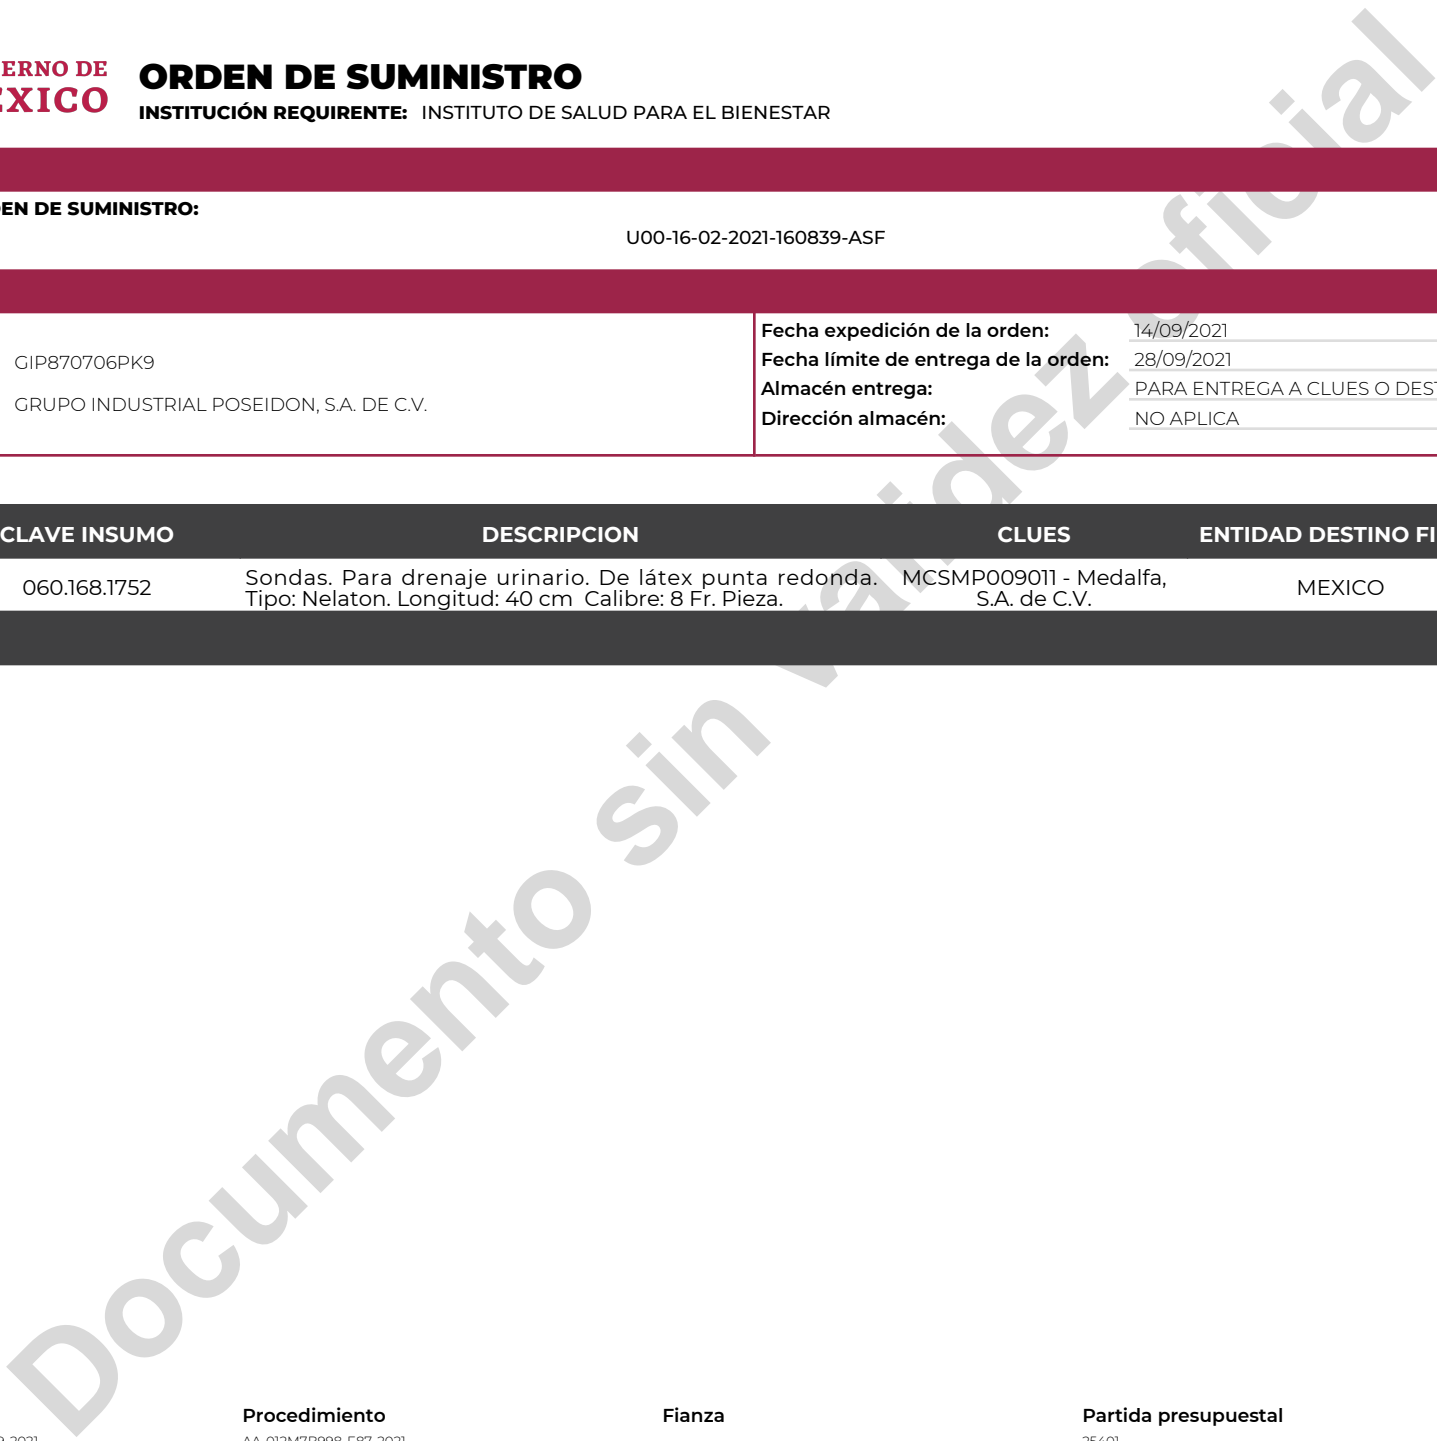 ERNO DE
XICO
ORDEN DE SUMINISTRO
INSTITUCIÓN REQUIRENTE: INSTITUTO DE SALUD PARA EL BIENESTAR
EN DE SUMINISTRO:
U00-16-02-2021-160839-ASF
GIP870706PK9
GRUPO INDUSTRIAL POSEIDON, S.A. DE C.V.
Fecha expedición de la orden: 14/09/2021
Fecha límite de entrega de la orden: 28/09/2021
Almacén entrega: PARA ENTREGA A CLUES O DEST
Dirección almacén: NO APLICA
CLAVE INSUMO DESCRIPCION CLUES ENTIDAD DESTINO FI
060.168.1752
Sondas. Para drenaje urinario. De látex punta redonda.
Tipo: Nelaton. Longitud: 40 cm Calibre: 8 Fr. Pieza.
MCSMP009011 - Medalfa,
S.A. de C.V.
MEXICO
Documento sin validez oficial
Procedimiento Fianza Partida presupuestal